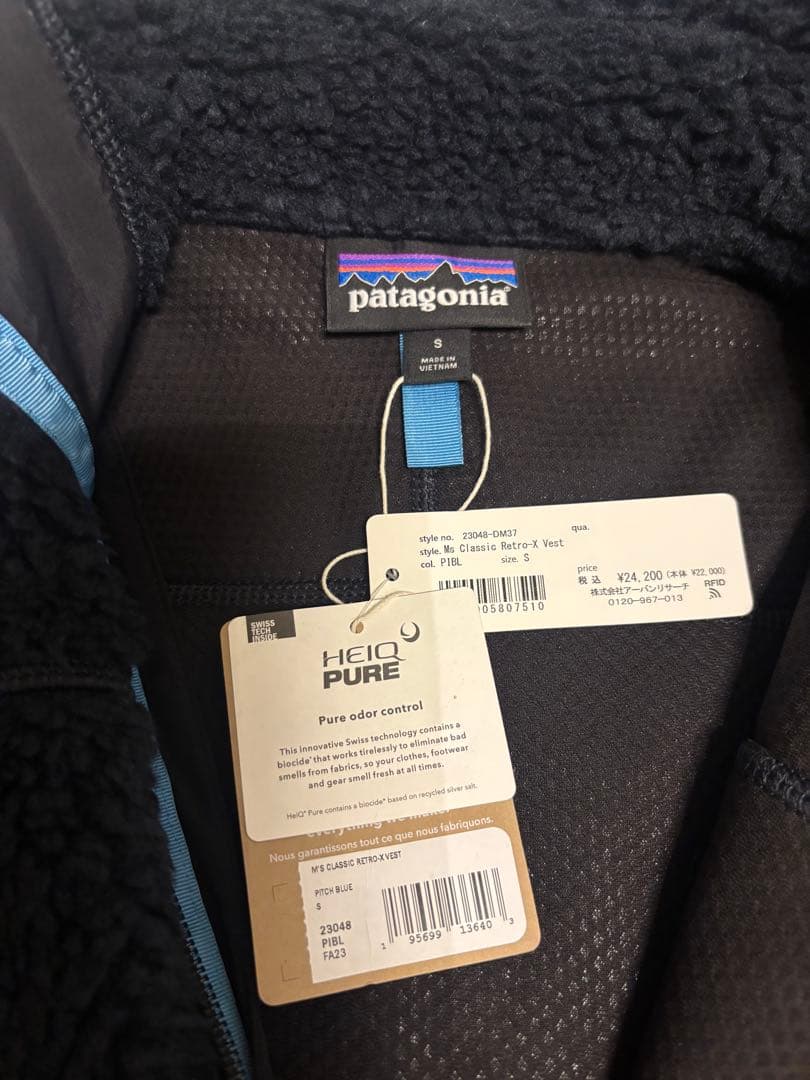 patagonia®
S
MADE IN
VIETNAM
style no. 23048-DM37
qua.
style. Ms Classic Retro-X Vest
col. PIBL size. S
price
税込 ¥24,200(本体 ¥22,000)
株式会社アーバンリサーチ
0120-967-013
RFID
05807510
SWISS
TECH
INSIDE
HEIQ
PURE
Pure odor control
This innovative Swiss technology contains a
biocide* that works tirelessly to eliminate bad
smells from fabrics, so your clothes, footwear
and gear smell fresh at all times.
HeiQ® Pure contains a biocide* based on recycled silver salt.
everything we make.
Nous garantissons tout ce que nous fabriquons.
M'S CLASSIC RETRO-X VEST
PITCH BLUE
S
23048
PIBL
FA23
1 95699 13640 3